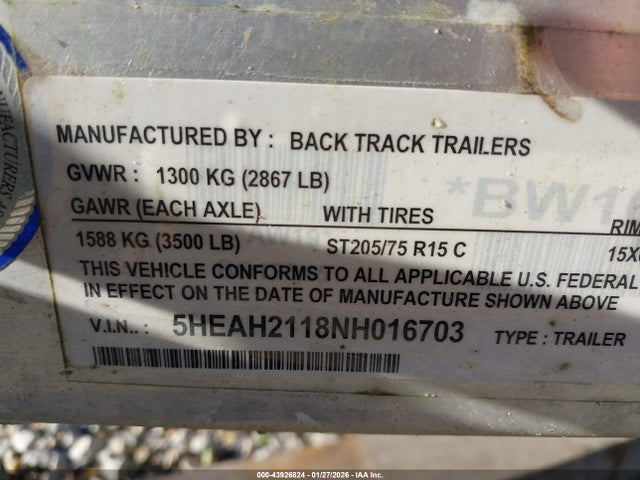 MANUFACTURED BY : BACK TRACK TRAILERS
GVWR : 1300 KG (2867 LB)
GAWR (EACH AXLE) WITH TIRES RIM
1588 KG (3500 LB) ST205/75 R15 C
THIS VEHICLE CONFORMS TO ALL APPLICABLE U.S. FEDERAL
IN EFFECT ON THE DATE OF MANUFACTURE SHOWN ABOVE
V.I.N.. : 5HEAH2118NH016703 TYPE : TRAILER
000-43926824 | 01/27/2026 - IAA Inc.